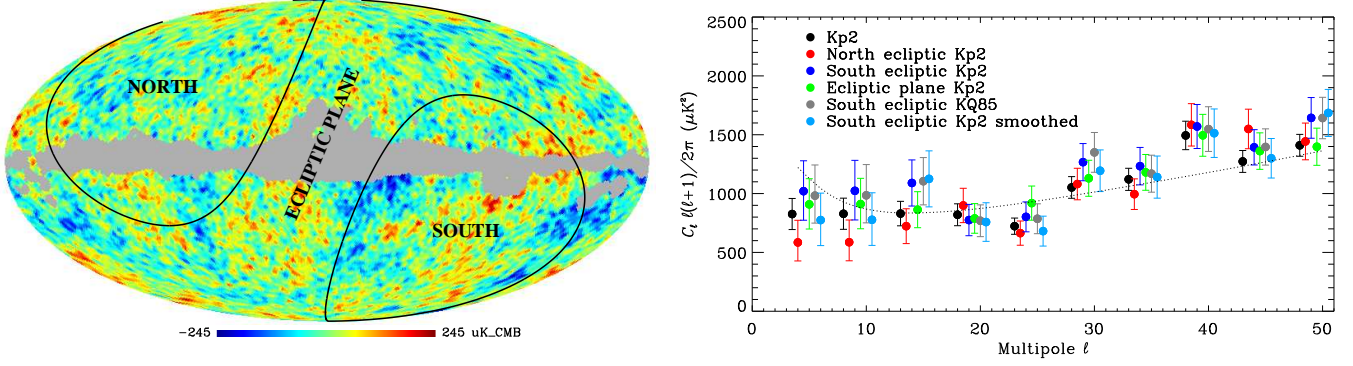 NORTH
ECLIPTIC PLANE
SOUTH
-245
245 uK_CMB
2500
2000
1500
1000
500
0
C_ℓ ℓ(ℓ+1)/2π (μK²)
Kp2
North ecliptic Kp2
South ecliptic Kp2
Ecliptic plane Kp2
South ecliptic KQ85
South ecliptic Kp2 smoothed
0 10 20 30 40 50
Multipole ℓ